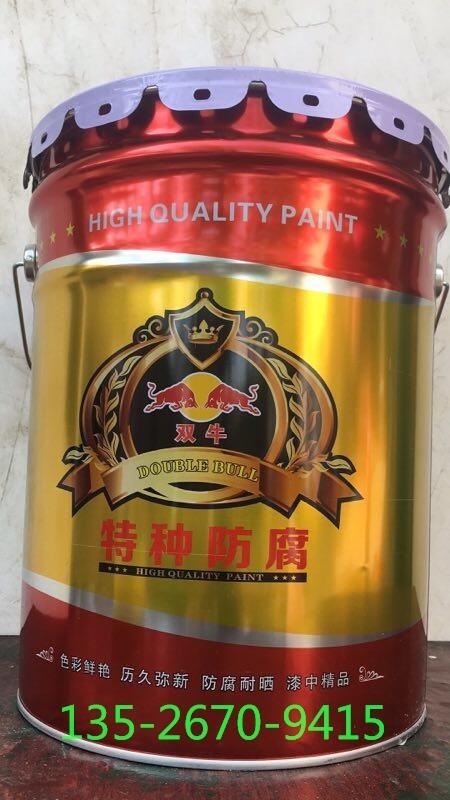 HIGH QUALITY PAINT
双牛
DOUBLE BULL
特种防腐
HIGH QUALITY PAINT
色彩鲜艳 历久弥新 防腐耐晒 漆中精品
135-2670-9415